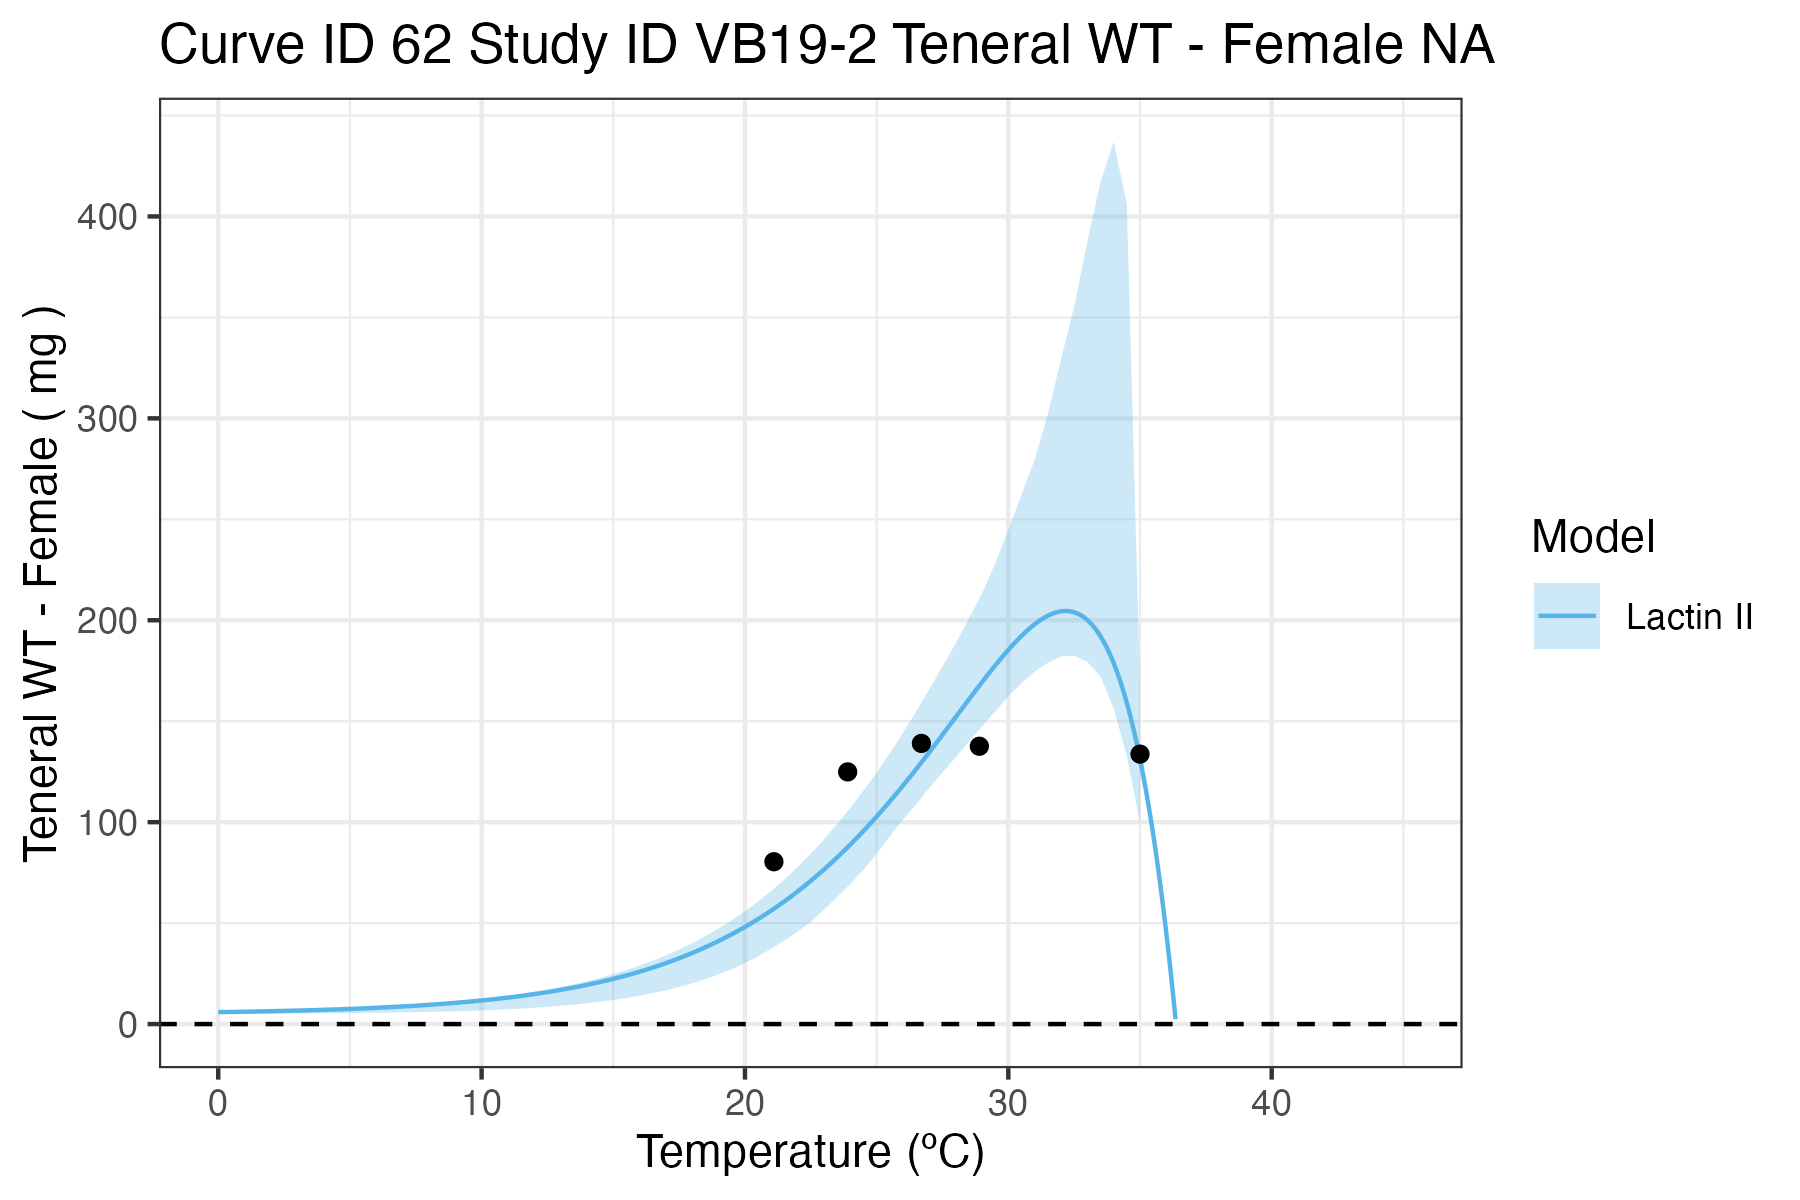 Curve ID 62 Study ID VB19-2 Teneral WT - Female NA
Teneral WT - Female ( mg )
400
300
200
100
0
0 10 20 30 40
Temperature (ºC)
Model
Lactin II